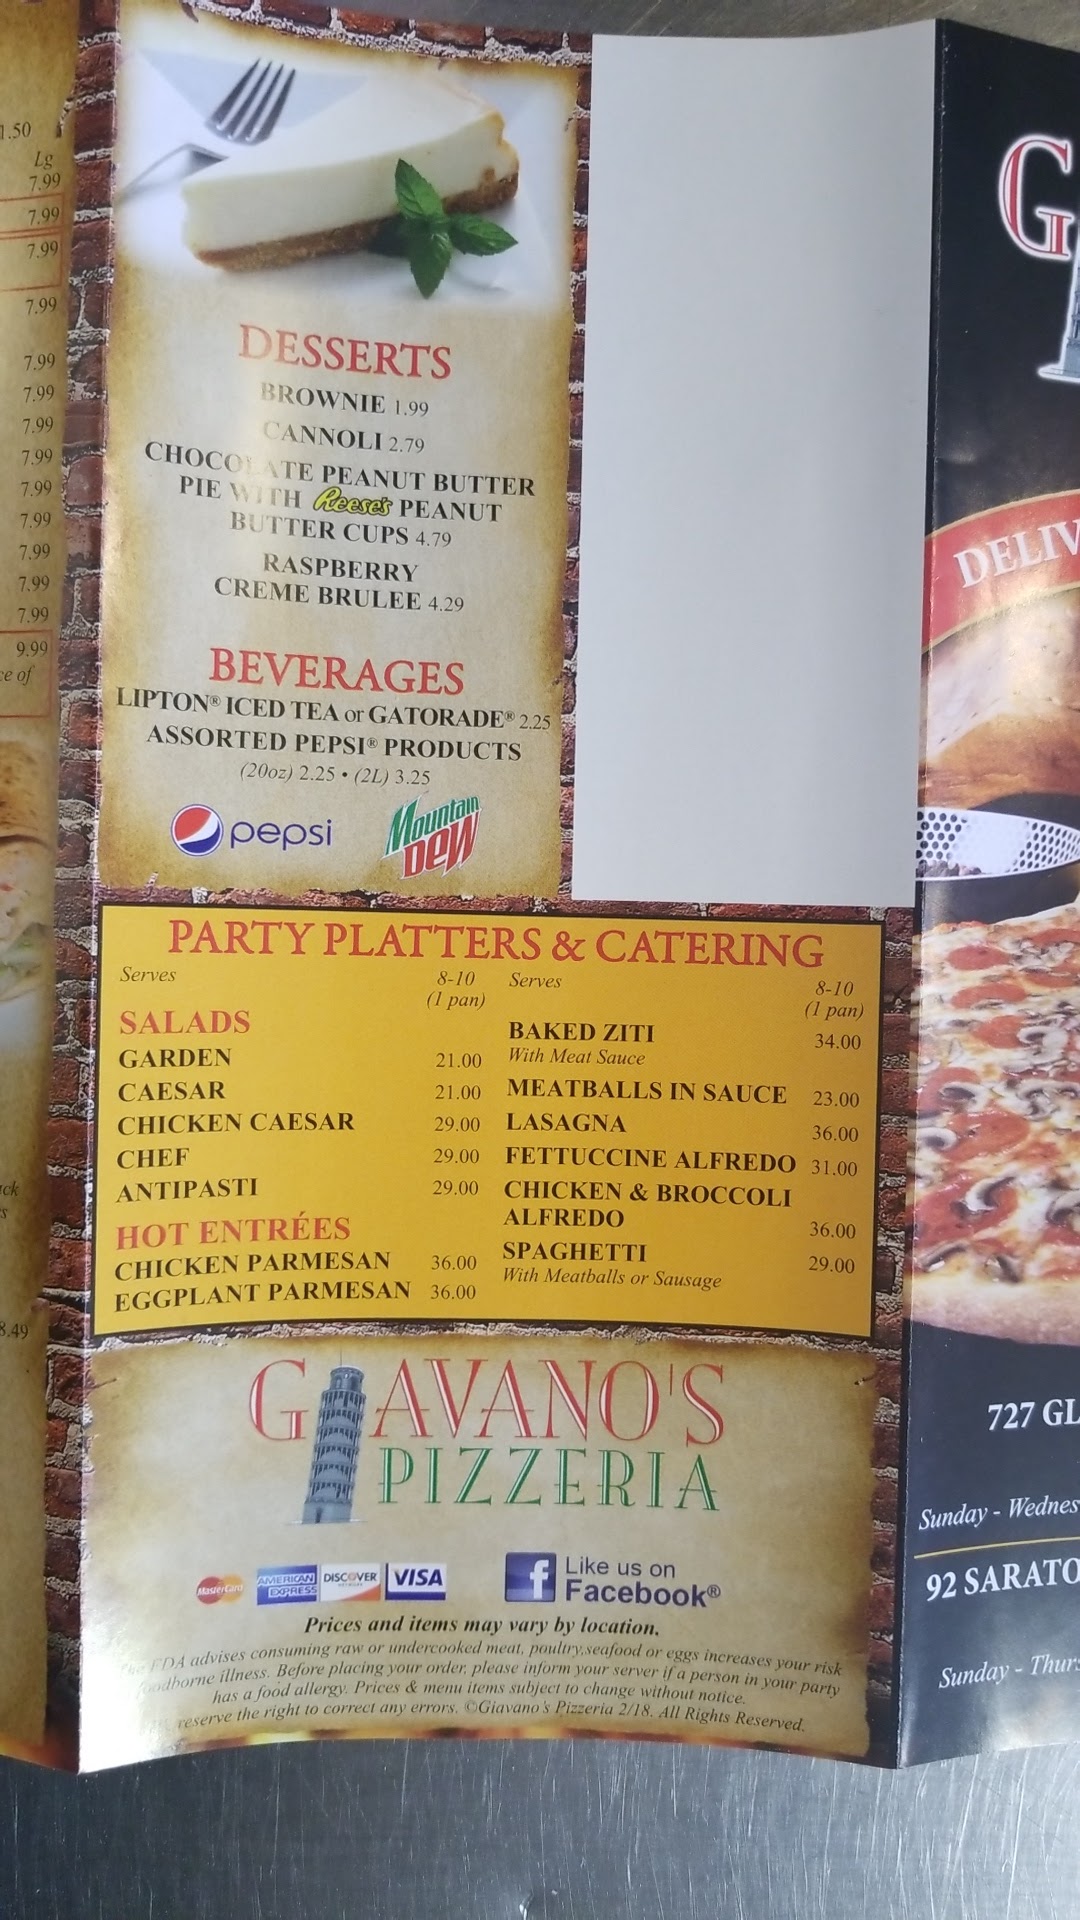 1.50
Lg
7.99
7.99
7.99
7.99
7.99
7.99
7.99
7.99
7.99
7.99
7.99
7.99
7.99
9.99
of
8.49
DESSERTS
BROWNIE 1.99
CANNOLI 2.79
CHOCOLATE PEANUT BUTTER
PIE WITH Reese's PEANUT
BUTTER CUPS 4.79
RASPBERRY
CREME BRULEE 4.29
BEVERAGES
LIPTON® ICED TEA or GATORADE® 2.25
ASSORTED PEPSI® PRODUCTS
(20oz) 2.25 • (2L) 3.25
pepsi
Mountain
DEW
PARTY PLATTERS & CATERING
Serves 8-10
(1 pan)
SALADS
GARDEN 21.00
CAESAR 21.00
CHICKEN CAESAR 29.00
CHEF 29.00
ANTIPASTI 29.00
HOT ENTRÉES
CHICKEN PARMESAN 36.00
EGGPLANT PARMESAN 36.00
Serves 8-10
(1 pan)
BAKED ZITI 34.00
With Meat Sauce
MEATBALLS IN SAUCE 23.00
LASAGNA 36.00
FETTUCCINE ALFREDO 31.00
CHICKEN & BROCCOLI
ALFREDO 36.00
SPAGHETTI 29.00
With Meatballs or Sausage
GIAVANO'S
PIZZERIA
MasterCard
AMERICAN
EXPRESS
DISCOVER
NETWORK
VISA
f
Like us on
Facebook®
Prices and items may vary by location.
The FDA advises consuming raw or undercooked meat, poultry,seafood or eggs increases your risk
foodborne illness. Before placing your order, please inform your server if a person in your party
has a food allergy. Prices & menu items subject to change without notice.
reserve the right to correct any errors. ©Giavano's Pizzeria 2/18. All Rights Reserved.
G
DELIV
727 GL
Sunday - Wednes
92 SARATO
Sunday - Thurs